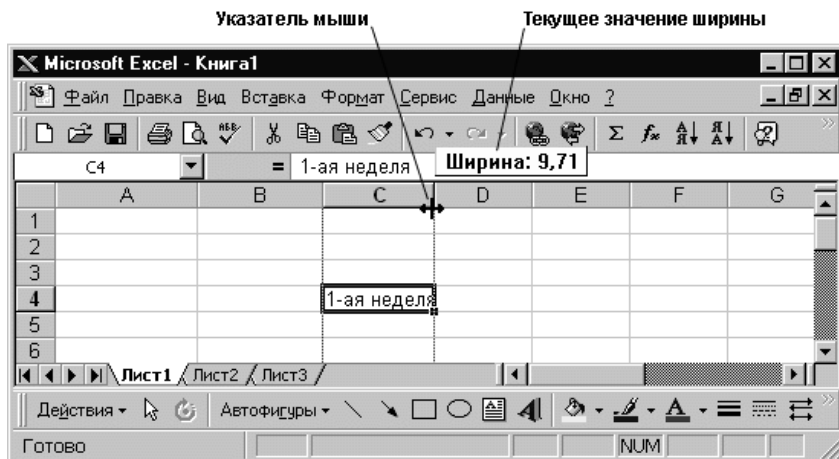 Указатель мыши Текущее значение ширины
Microsoft Excel - Книга1
Файл Правка Вид Вставка Формат Сервис Данные Окно ?
C4 = 1-ая неделя Ширина: 9,71
A B C D E F G
1
2
3
4 1-ая неделя
5
6
Лист1 Лист2 Лист3
Действия Автофигуры
Готово NUM